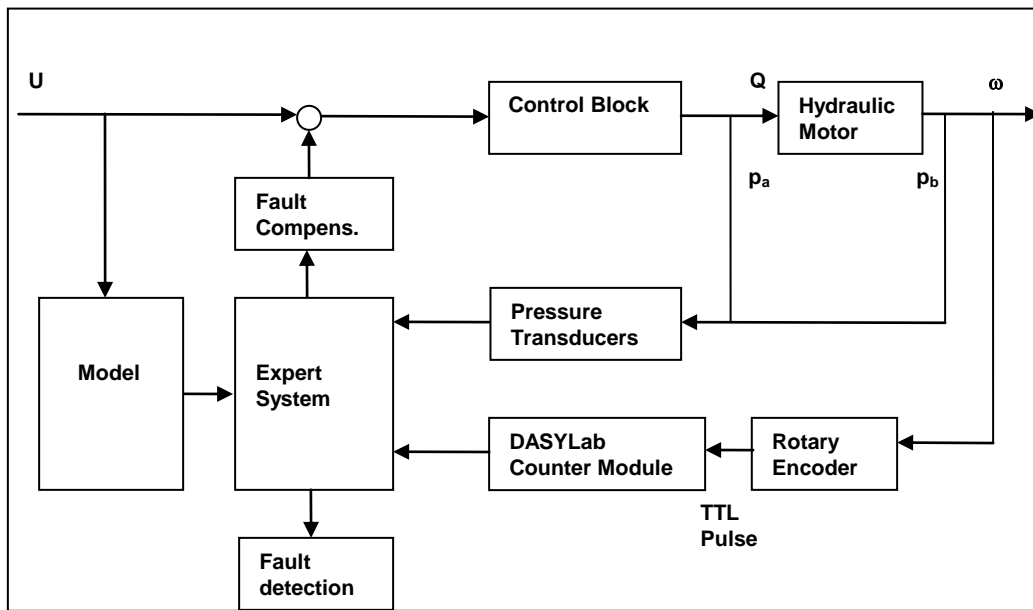 U
Control Block
Q
Hydraulic
Motor
ω
pa
pb
Fault
Compens.
Pressure
Transducers
Model
Expert
System
DASYLab
Counter Module
Rotary
Encoder
TTL
Pulse
Fault
detection